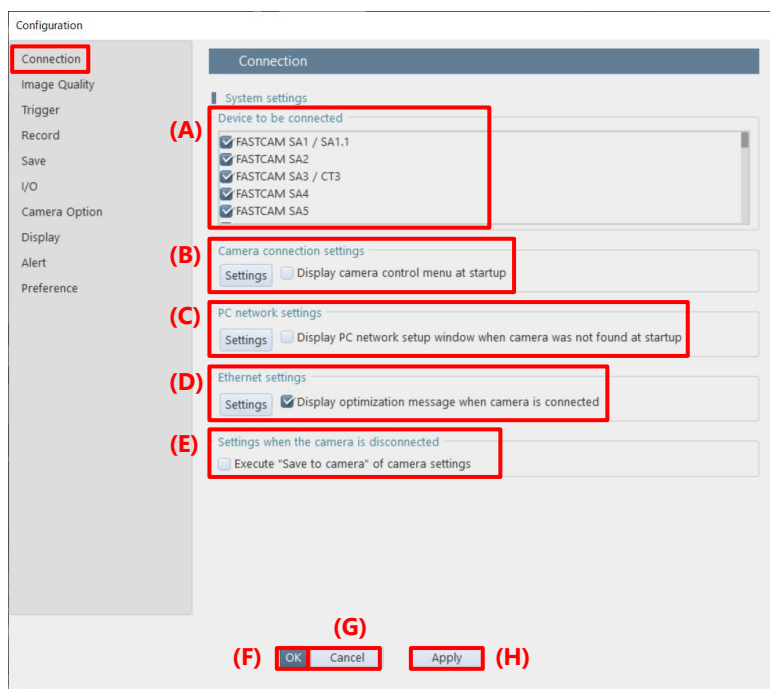 Configuration
Connection
Image Quality
Trigger
Record
Save
I/O
Camera Option
Display
Alert
Preference
Connection
System settings
(A)
Device to be connected
FASTCAM SA1 / SA1.1
FASTCAM SA2
FASTCAM SA3 / CT3
FASTCAM SA4
FASTCAM SA5
(B)
Camera connection settings
Settings Display camera control menu at startup
(C)
PC network settings
Settings Display PC network setup window when camera was not found at startup
(D)
Ethernet settings
Settings Display optimization message when camera is connected
(E)
Settings when the camera is disconnected
Execute "Save to camera" of camera settings
(G)
(F) OK Cancel Apply (H)